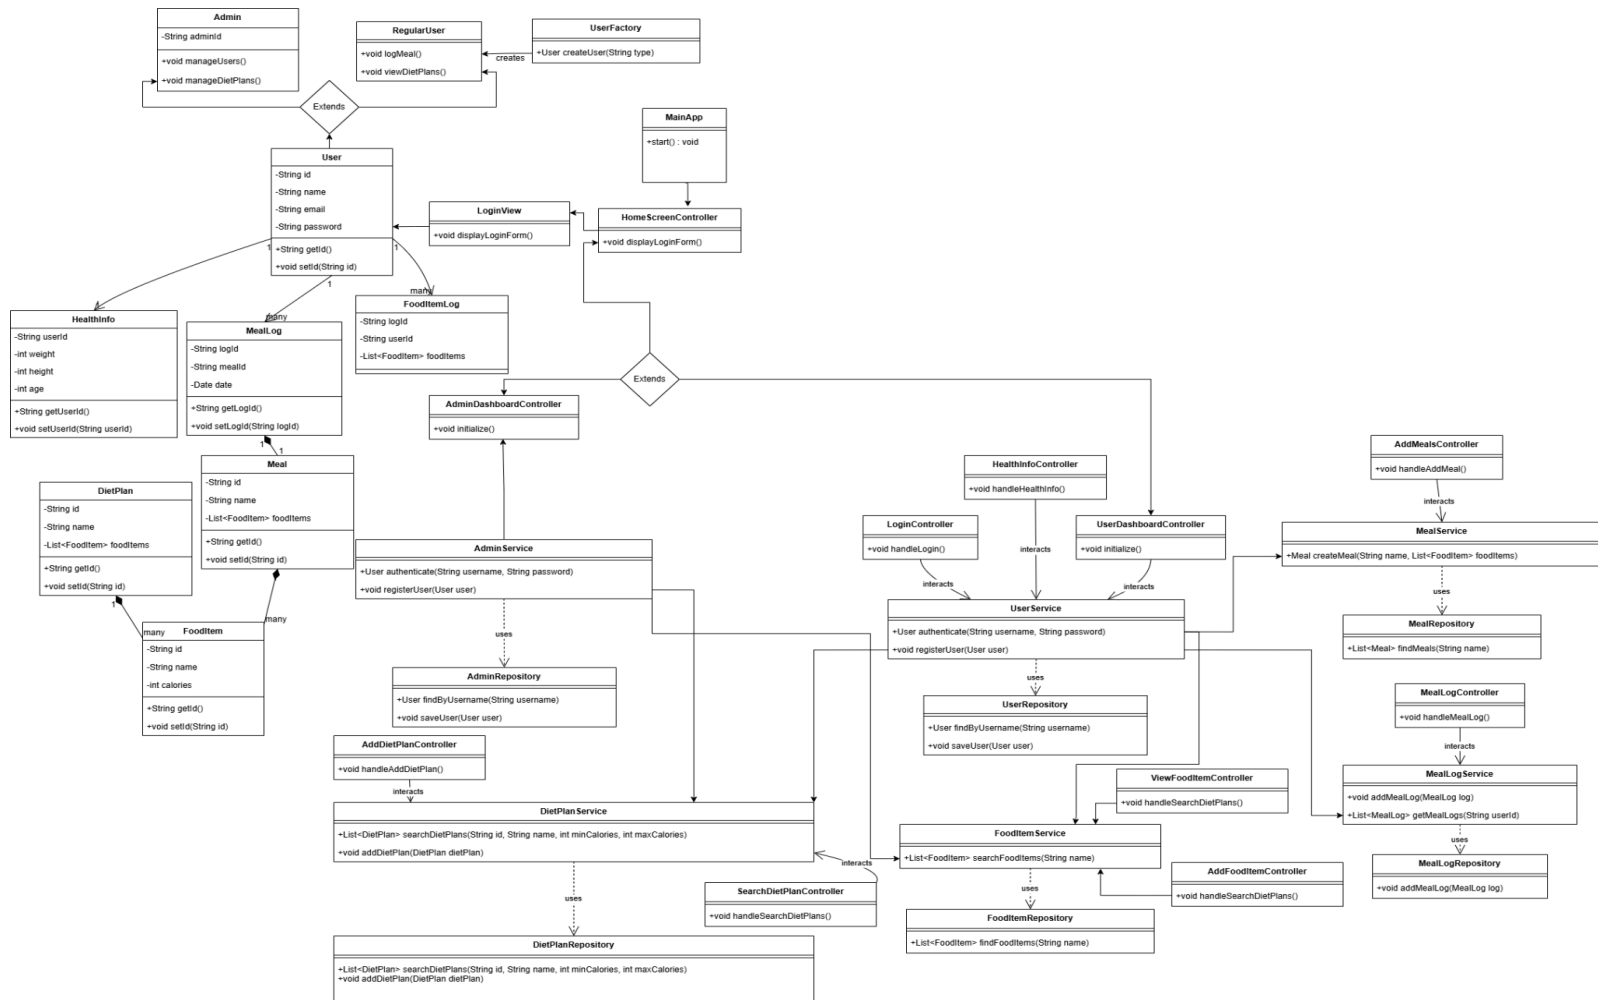 Admin
-String adminId
+void manageUsers()
+void manageDietPlans()
RegularUser
+void logMeal()
+void viewDietPlans()
UserFactory
+User createUser(String type)
creates
Extends
MainApp
+start() : void
User
-String id
-String name
-String email
-String password
+String getId()
+void setId(String id)
LoginView
+void displayLoginForm()
HomeScreenController
+void displayLoginForm()
1
1
1
many
many
HealthInfo
-String userId
-int weight
-int height
-int age
+String getUserId()
+void setUserId(String userId)
MealLog
-String logId
-String mealId
-Date date
+String getLogId()
+void setLogId(String logId)
FoodItemLog
-String logId
-String userId
-List<FoodItem> foodItems
Extends
AdminDashboardController
+void initialize()
1
1
Meal
-String id
-String name
-List<FoodItem> foodItems
+String getId()
+void setId(String id)
DietPlan
-String id
-String name
-List<FoodItem> foodItems
+String getId()
+void setId(String id)
1
many
many
FoodItem
-String id
-String name
-int calories
+String getId()
+void setId(String id)
AdminService
+User authenticate(String username, String password)
+void registerUser(User user)
uses
AdminRepository
+User findByUsername(String username)
+void saveUser(User user)
HealthInfoController
+void handleHealthInfo()
LoginController
+void handleLogin()
UserDashboardController
+void initialize()
interacts
interacts
interacts
UserService
+User authenticate(String username, String password)
+void registerUser(User user)
uses
UserRepository
+User findByUsername(String username)
+void saveUser(User user)
AddMealsController
+void handleAddMeal()
interacts
MealService
+Meal createMeal(String name, List<FoodItem> foodItems)
uses
MealRepository
+List<Meal> findMeals(String name)
MealLogController
+void handleMealLog()
interacts
MealLogService
+void addMealLog(MealLog log)
+List<MealLog> getMealLogs(String userId)
uses
MealLogRepository
+void addMealLog(MealLog log)
AddDietPlanController
+void handleAddDietPlan()
interacts
DietPlanService
+List<DietPlan> searchDietPlans(String id, String name, int minCalories, int maxCalories)
+void addDietPlan(DietPlan dietPlan)
interacts
uses
SearchDietPlanController
+void handleSearchDietPlans()
DietPlanRepository
+List<DietPlan> searchDietPlans(String id, String name, int minCalories, int maxCalories)
+void addDietPlan(DietPlan dietPlan)
ViewFoodItemController
+void handleSearchDietPlans()
FoodItemService
+List<FoodItem> searchFoodItems(String name)
uses
AddFoodItemController
+void handleSearchDietPlans()
FoodItemRepository
+List<FoodItem> findFoodItems(String name)